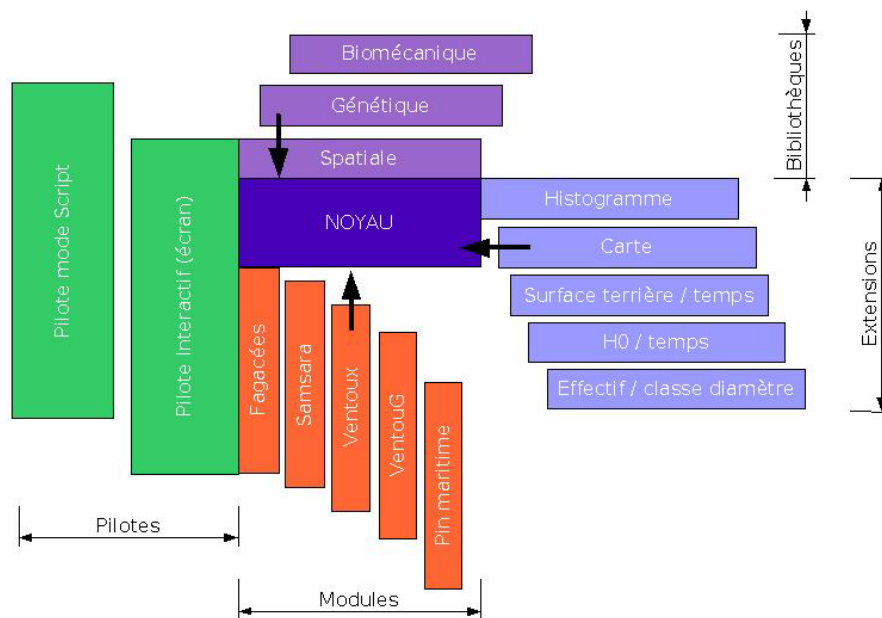 Biomécanique
Génétique
Spatiale
Bibliothèques
NOYAU
Histogramme
Carte
Surface terrière / temps
H0 / temps
Effectif / classe diamètre
Extensions
Pilote mode Script
Pilote Interactif (écran)
Fagacées
Samsara
Ventoux
VentouG
Pin maritime
Pilotes
Modules